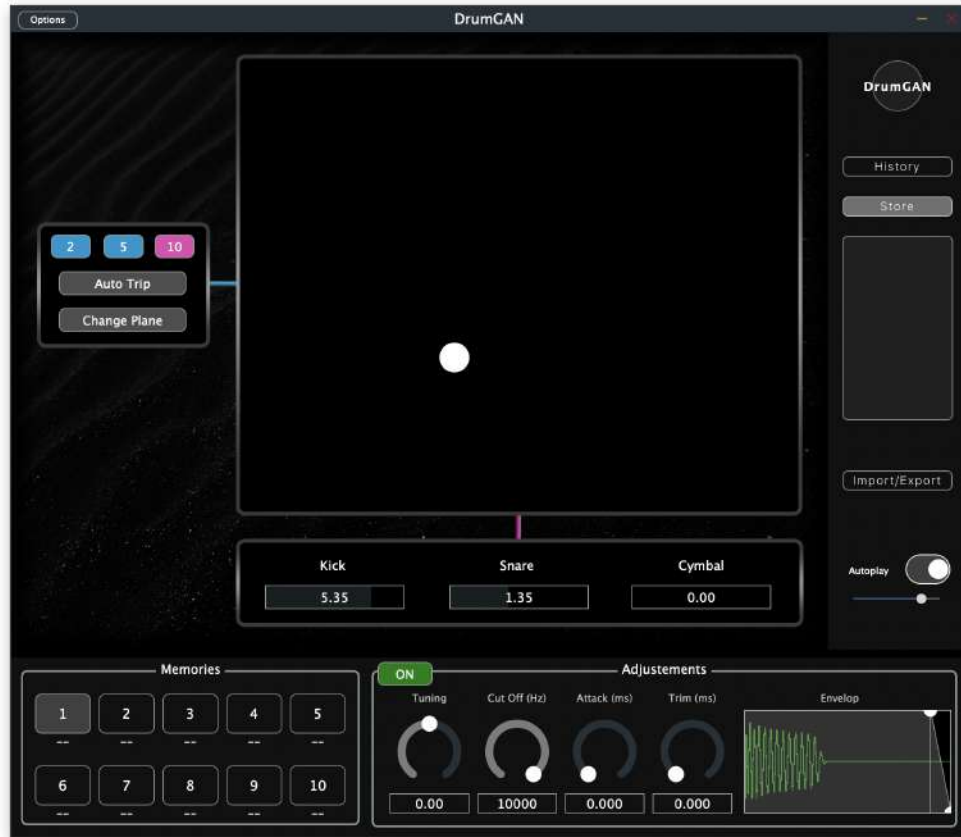 Options
DrumGAN
DrumGAN
History
Store
2 5 10
Auto Trip
Change Plane
Import/Export
Autoplay
Kick Snare Cymbal
5.35 1.35 0.00
Memories
1 2 3 4 5
-- -- -- -- --
6 7 8 9 10
-- -- -- -- --
ON
Adjustements
Tuning Cut Off (Hz) Attack (ms) Trim (ms) Envelop
0.00 10000 0.000 0.000